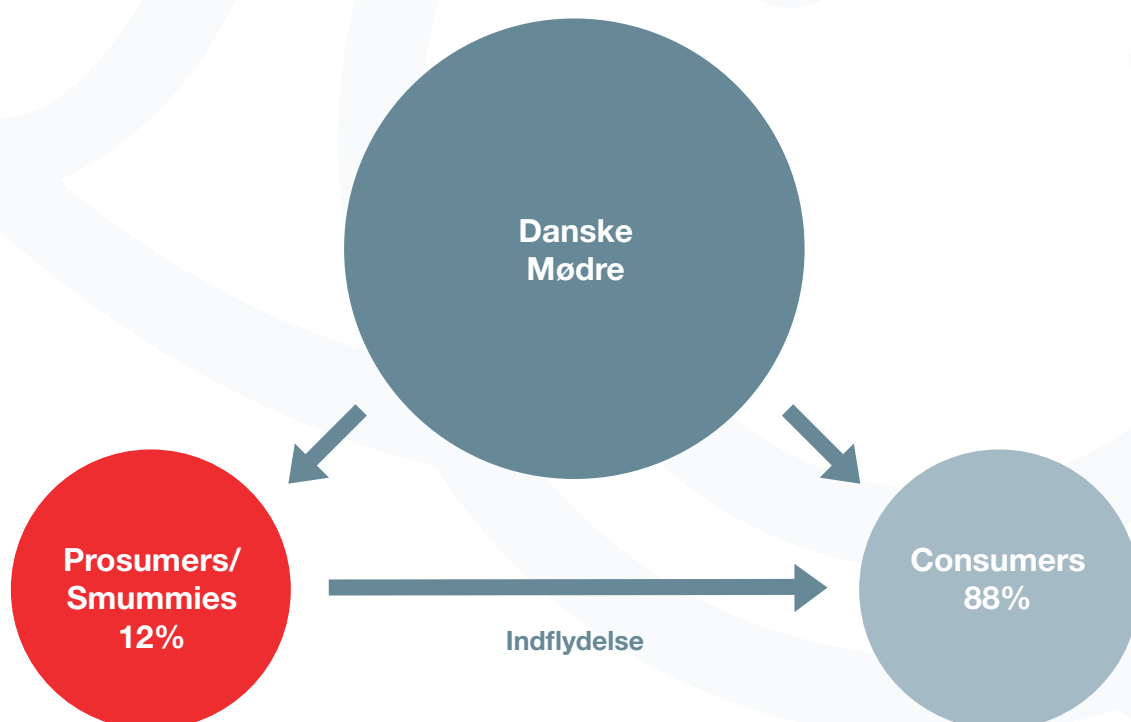 Danske
Mødre
Prosumers/
Smummies
12%
Consumers
88%
Indflydelse